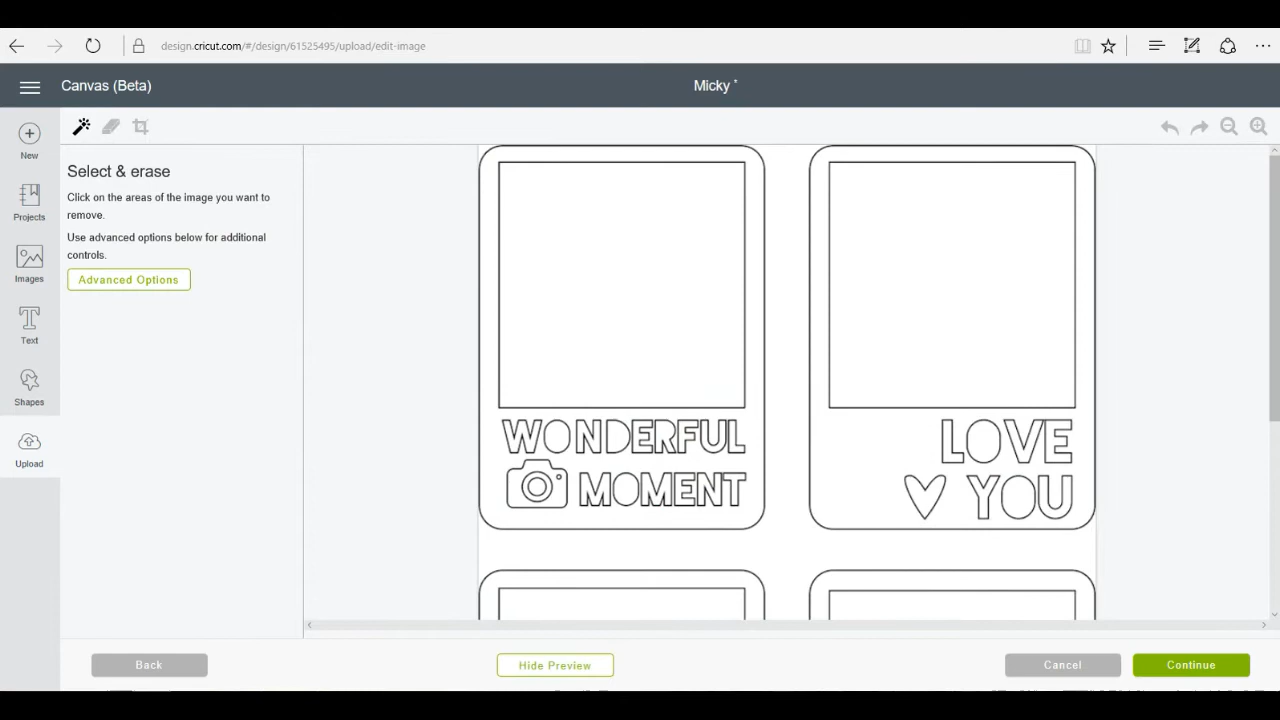 design.cricut.com/#/design/61525495/upload/edit-image
Canvas (Beta)
Micky *
New
Projects
Images
Text
Shapes
Upload
Select & erase
Click on the areas of the image you want to
remove.
Use advanced options below for additional
controls.
Advanced Options
WONDERFUL
MOMENT
LOVE
YOU
Back
Hide Preview
Cancel
Continue